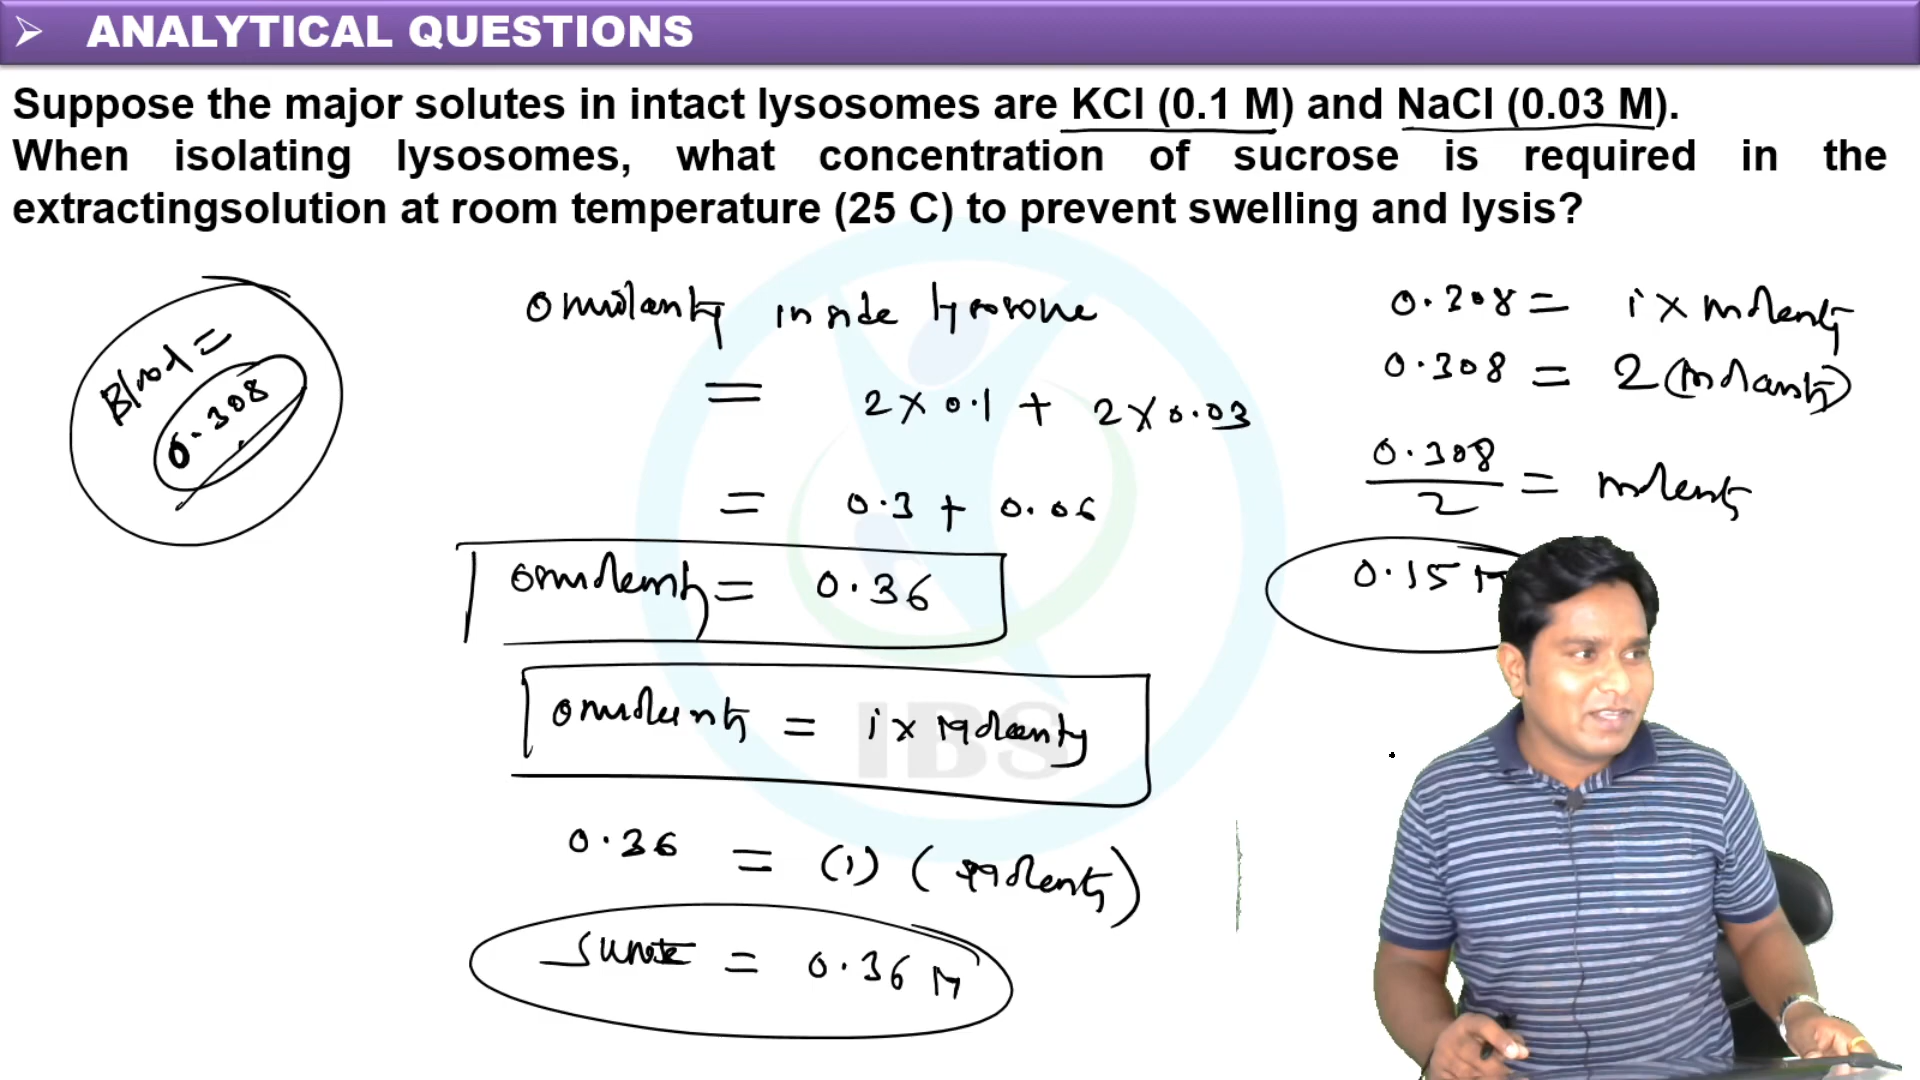 ANALYTICAL QUESTIONS
Suppose the major solutes in intact lysosomes are KCl (0.1 M) and NaCl (0.03 M).
When isolating lysosomes, what concentration of sucrose is required in the
extractingsolution at room temperature (25 C) to prevent swelling and lysis?
Blood =
0.308
Osmolarity inside lysosome
= 2 x 0.1 + 2 x 0.03
= 0.3 + 0.06
Osmolarity = 0.36
Osmolarity = i x Molarity
0.36 = (1) (Molarity)
Sucrose = 0.36 M
0.308 = i x molarity
0.308 = 2 (molarity)
0.308
2
= molarity
0.15 M
IBS